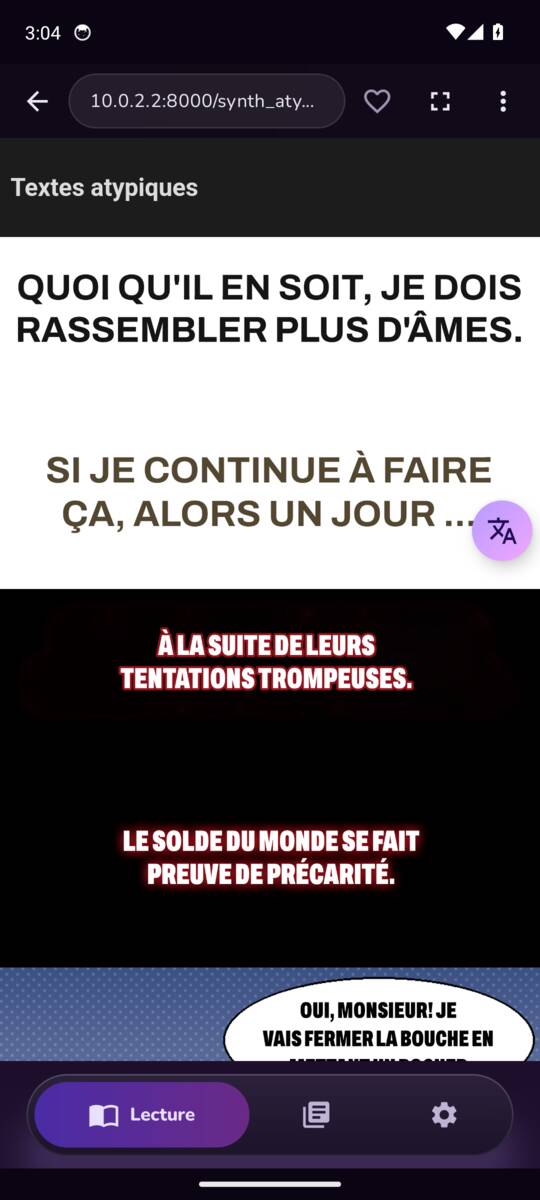 3:04
10.0.2.2:8000/synth_aty...
Textes atypiques
QUOI QU'IL EN SOIT, JE DOIS
RASSEMBLER PLUS D'ÂMES.
SI JE CONTINUE À FAIRE
ÇA, ALORS UN JOUR ...
À LA SUITE DE LEURS
TENTATIONS TROMPEUSES.
LE SOLDE DU MONDE SE FAIT
PREUVE DE PRÉCARITÉ.
OUI, MONSIEUR! JE
VAIS FERMER LA BOUCHE EN
Lecture